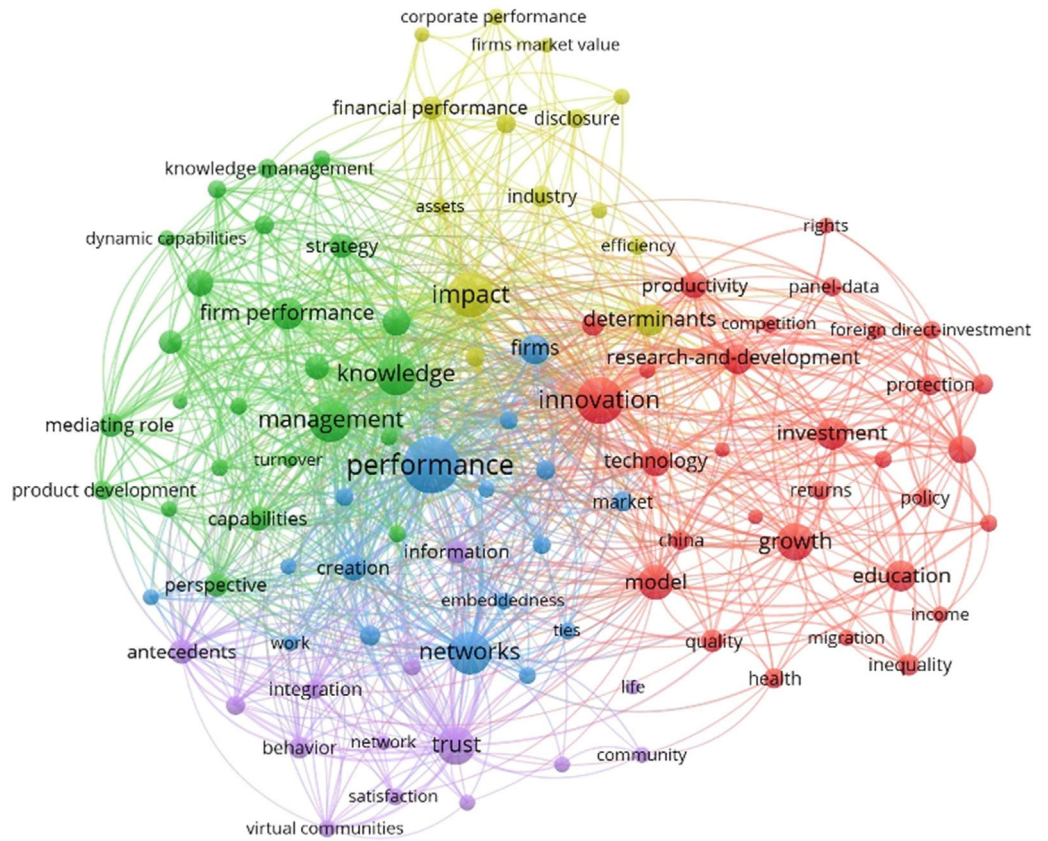 corporate performance
firms market value
financial performance
disclosure
knowledge management
industry
assets
rights
dynamic capabilities
strategy
efficiency
productivity
panel-data
impact
firm performance
determinants
competition
foreign direct-investment
firms
research-and-development
knowledge
protection
innovation
management
mediating role
investment
turnover
performance
technology
product development
returns
policy
market
capabilities
china
growth
information
creation
model
education
perspective
embeddedness
income
ties
work
quality
migration
antecedents
networks
inequality
health
integration
life
behavior
network
trust
community
satisfaction
virtual communities